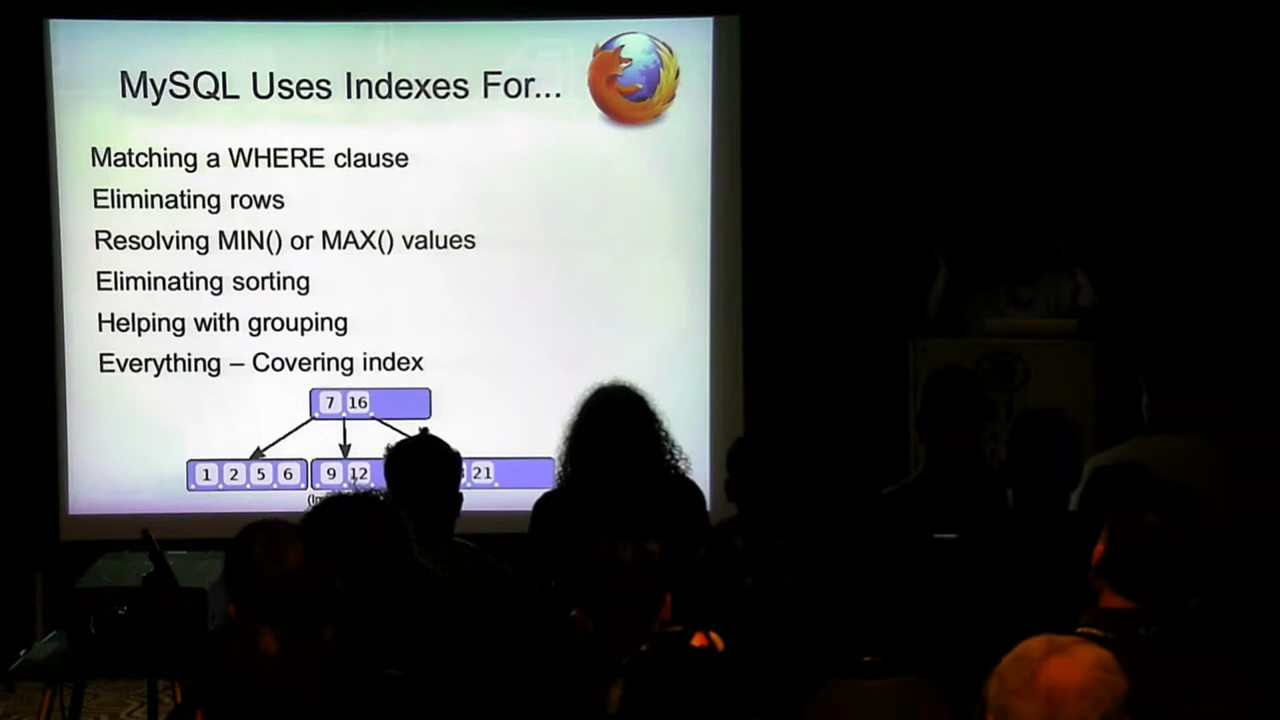 MySQL Uses Indexes For...
Matching a WHERE clause
Eliminating rows
Resolving MIN() or MAX() values
Eliminating sorting
Helping with grouping
Everything – Covering index
7 16
1 2 5 6 9 12 21